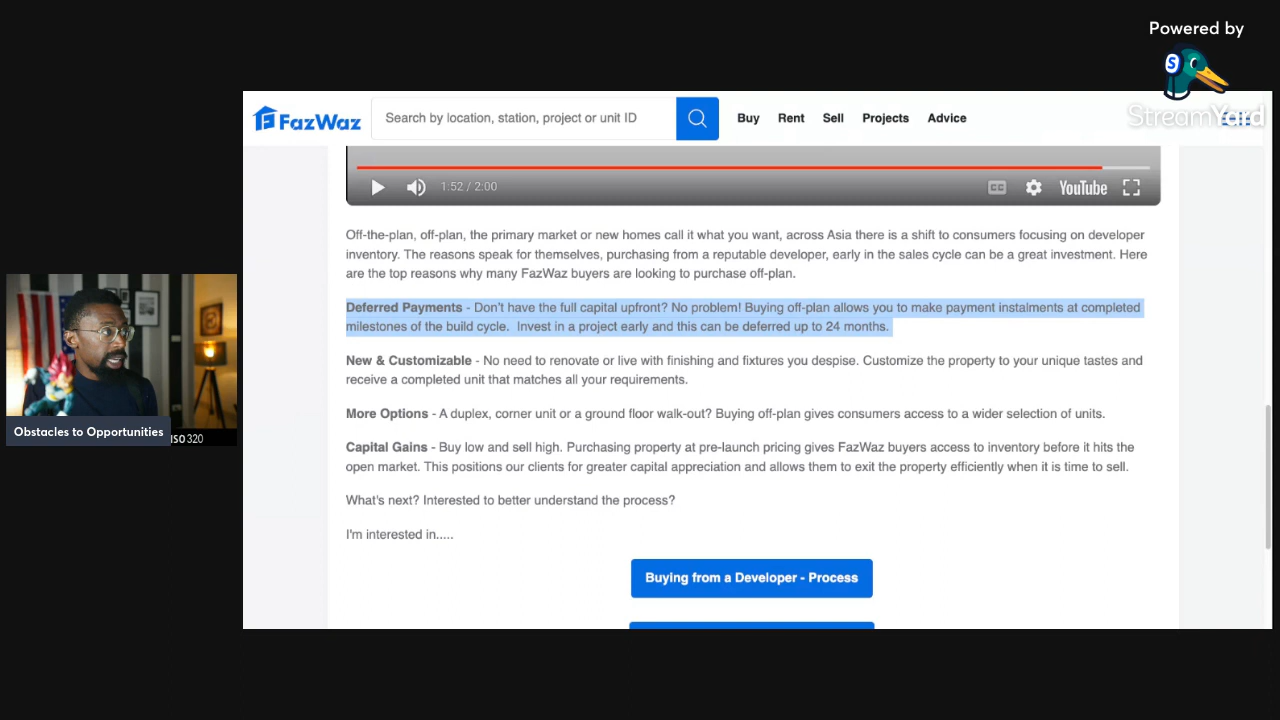 Powered by
S
StreamYard
FazWaz
Search by location, station, project or unit ID
Buy Rent Sell Projects Advice
1:52 / 2:00
CC
YouTube
Off-the-plan, off-plan, the primary market or new homes call it what you want, across Asia there is a shift to consumers focusing on developer
inventory. The reasons speak for themselves, purchasing from a reputable developer, early in the sales cycle can be a great investment. Here
are the top reasons why many FazWaz buyers are looking to purchase off-plan.
Deferred Payments - Don't have the full capital upfront? No problem! Buying off-plan allows you to make payment instalments at completed
milestones of the build cycle. Invest in a project early and this can be deferred up to 24 months.
New & Customizable - No need to renovate or live with finishing and fixtures you despise. Customize the property to your unique tastes and
receive a completed unit that matches all your requirements.
More Options - A duplex, corner unit or a ground floor walk-out? Buying off-plan gives consumers access to a wider selection of units.
Capital Gains - Buy low and sell high. Purchasing property at pre-launch pricing gives FazWaz buyers access to inventory before it hits the
open market. This positions our clients for greater capital appreciation and allows them to exit the property efficiently when it is time to sell.
What's next? Interested to better understand the process?
I'm interested in.....
Buying from a Developer - Process
Obstacles to Opportunities
ISO 320